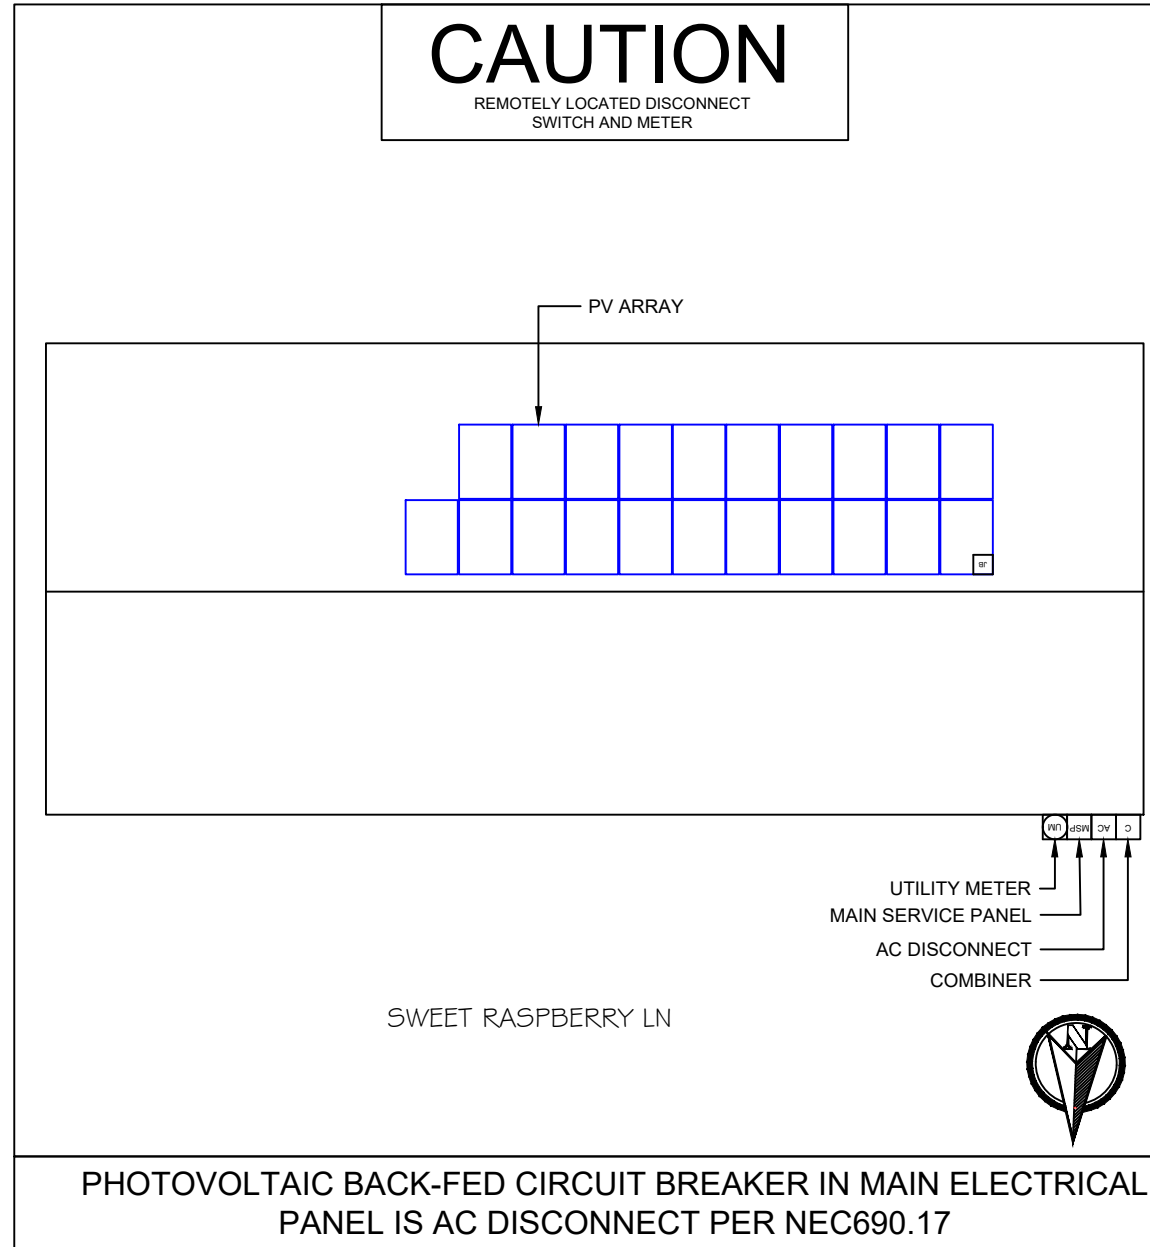 CAUTION
REMOTELY LOCATED DISCONNECT
SWITCH AND METER
PV ARRAY
JB
UM
MSP
AC
C
UTILITY METER
MAIN SERVICE PANEL
AC DISCONNECT
COMBINER
SWEET RASPBERRY LN
N
PHOTOVOLTAIC BACK-FED CIRCUIT BREAKER IN MAIN ELECTRICAL
PANEL IS AC DISCONNECT PER NEC690.17